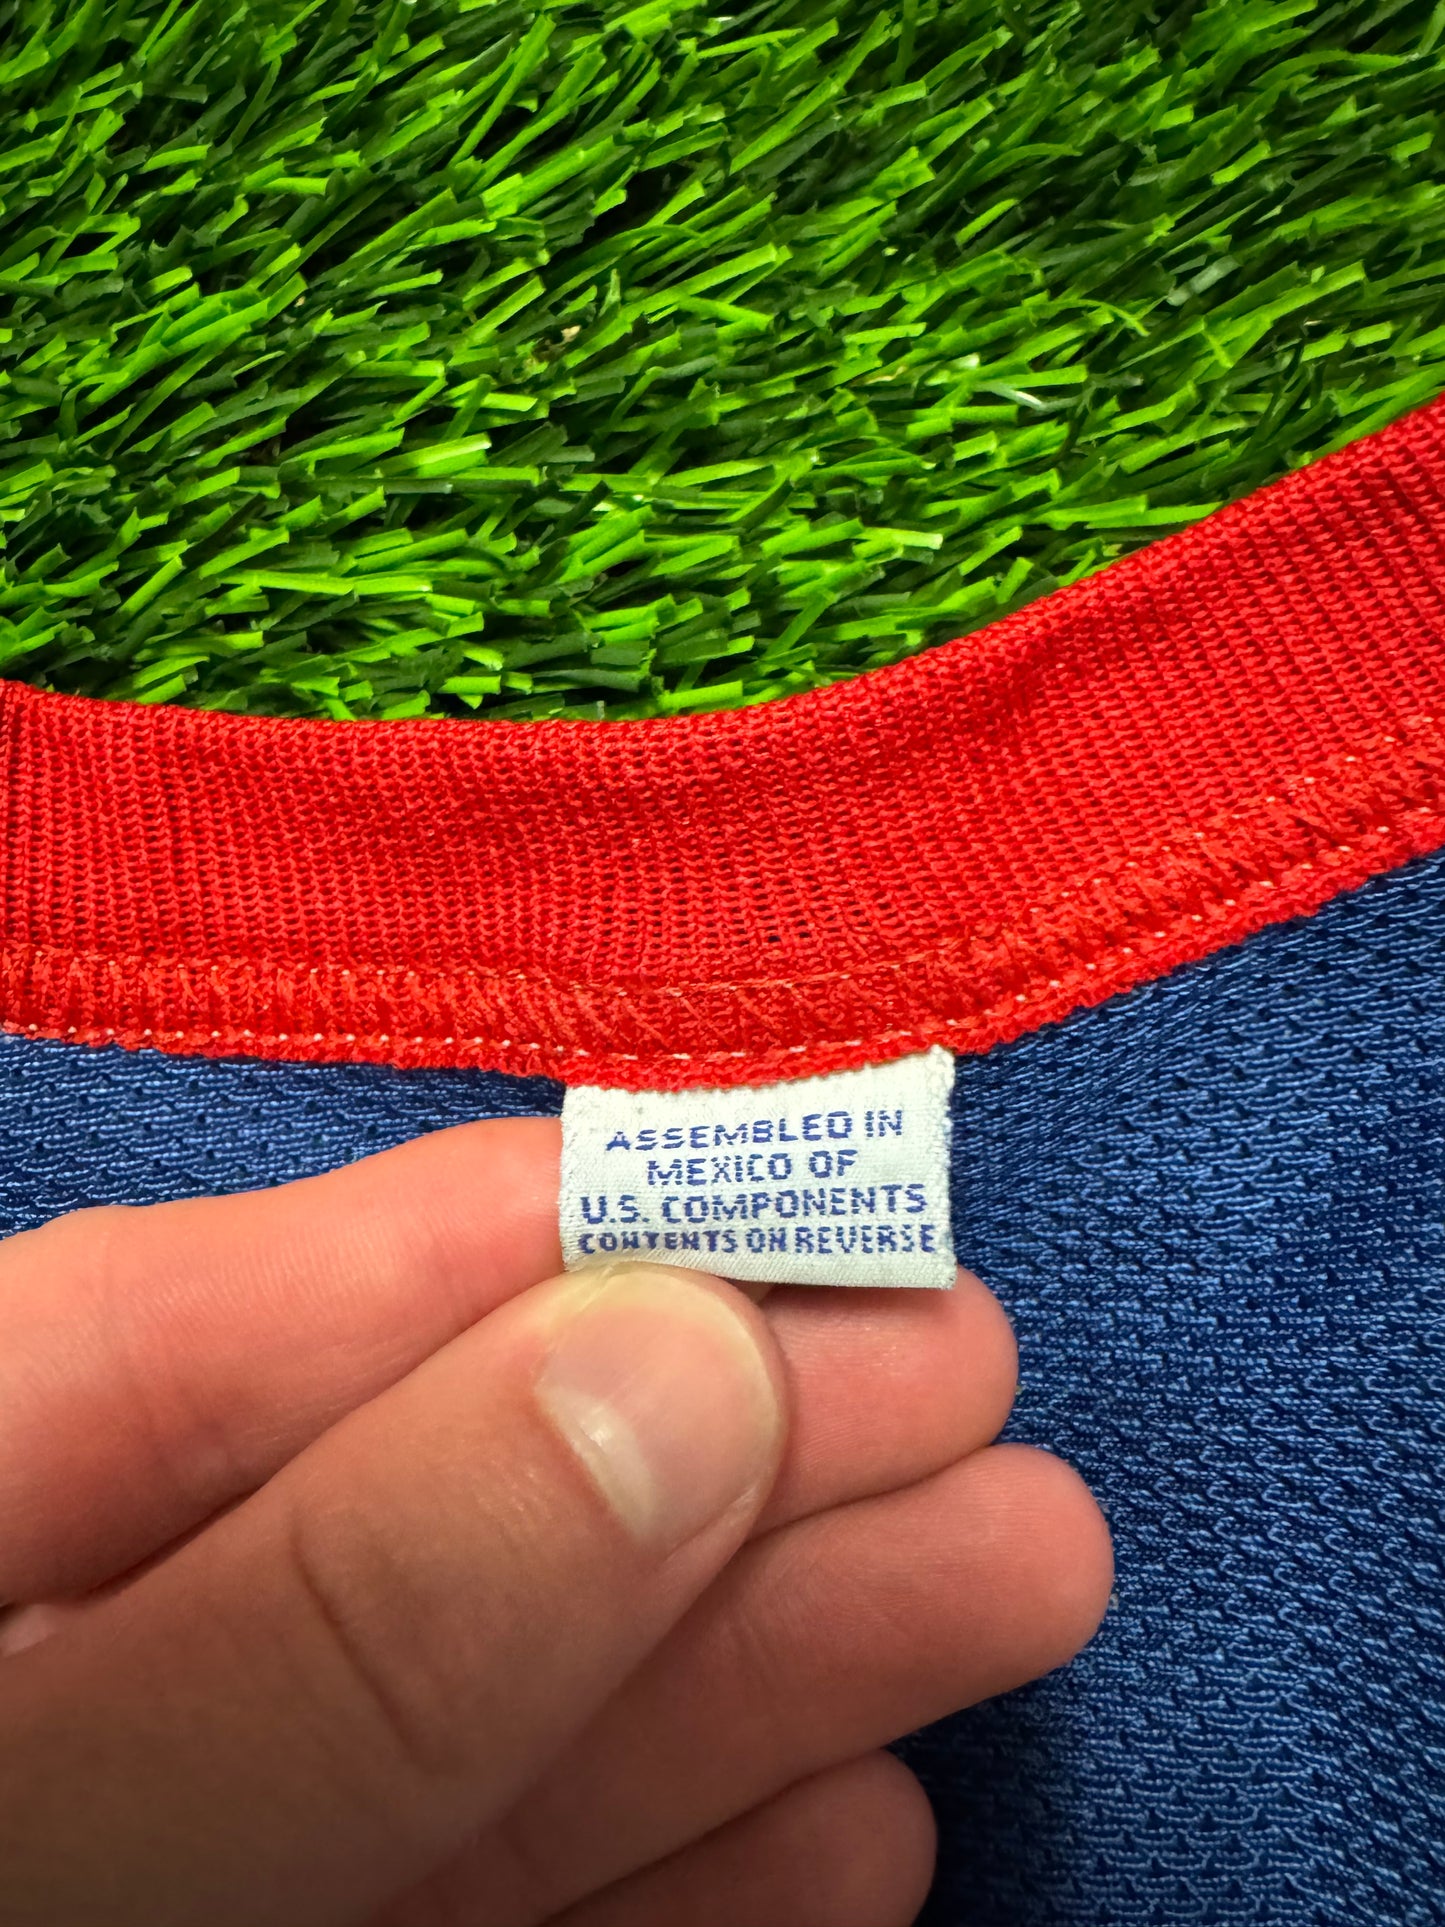 ASSEMBLED IN
MEXICO OF
U.S. COMPONENTS
CONTENTS ON REVERSE